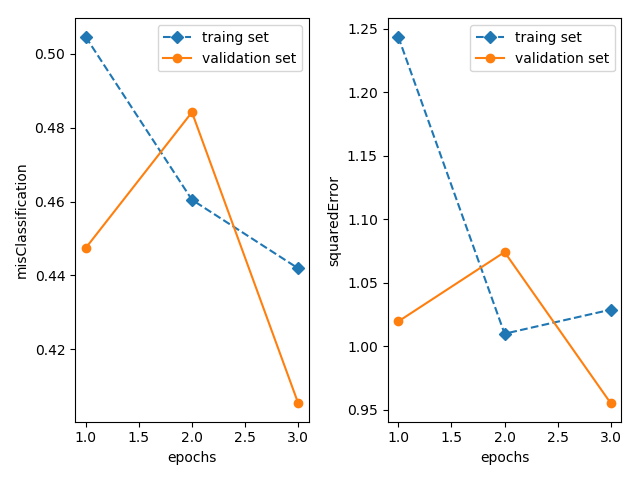 traing set
validation set
0.50
0.48
0.46
0.44
0.42
misClassification
1.0 1.5 2.0 2.5 3.0
epochs
traing set
validation set
1.25
1.20
1.15
1.10
1.05
1.00
0.95
squaredError
1.0 1.5 2.0 2.5 3.0
epochs